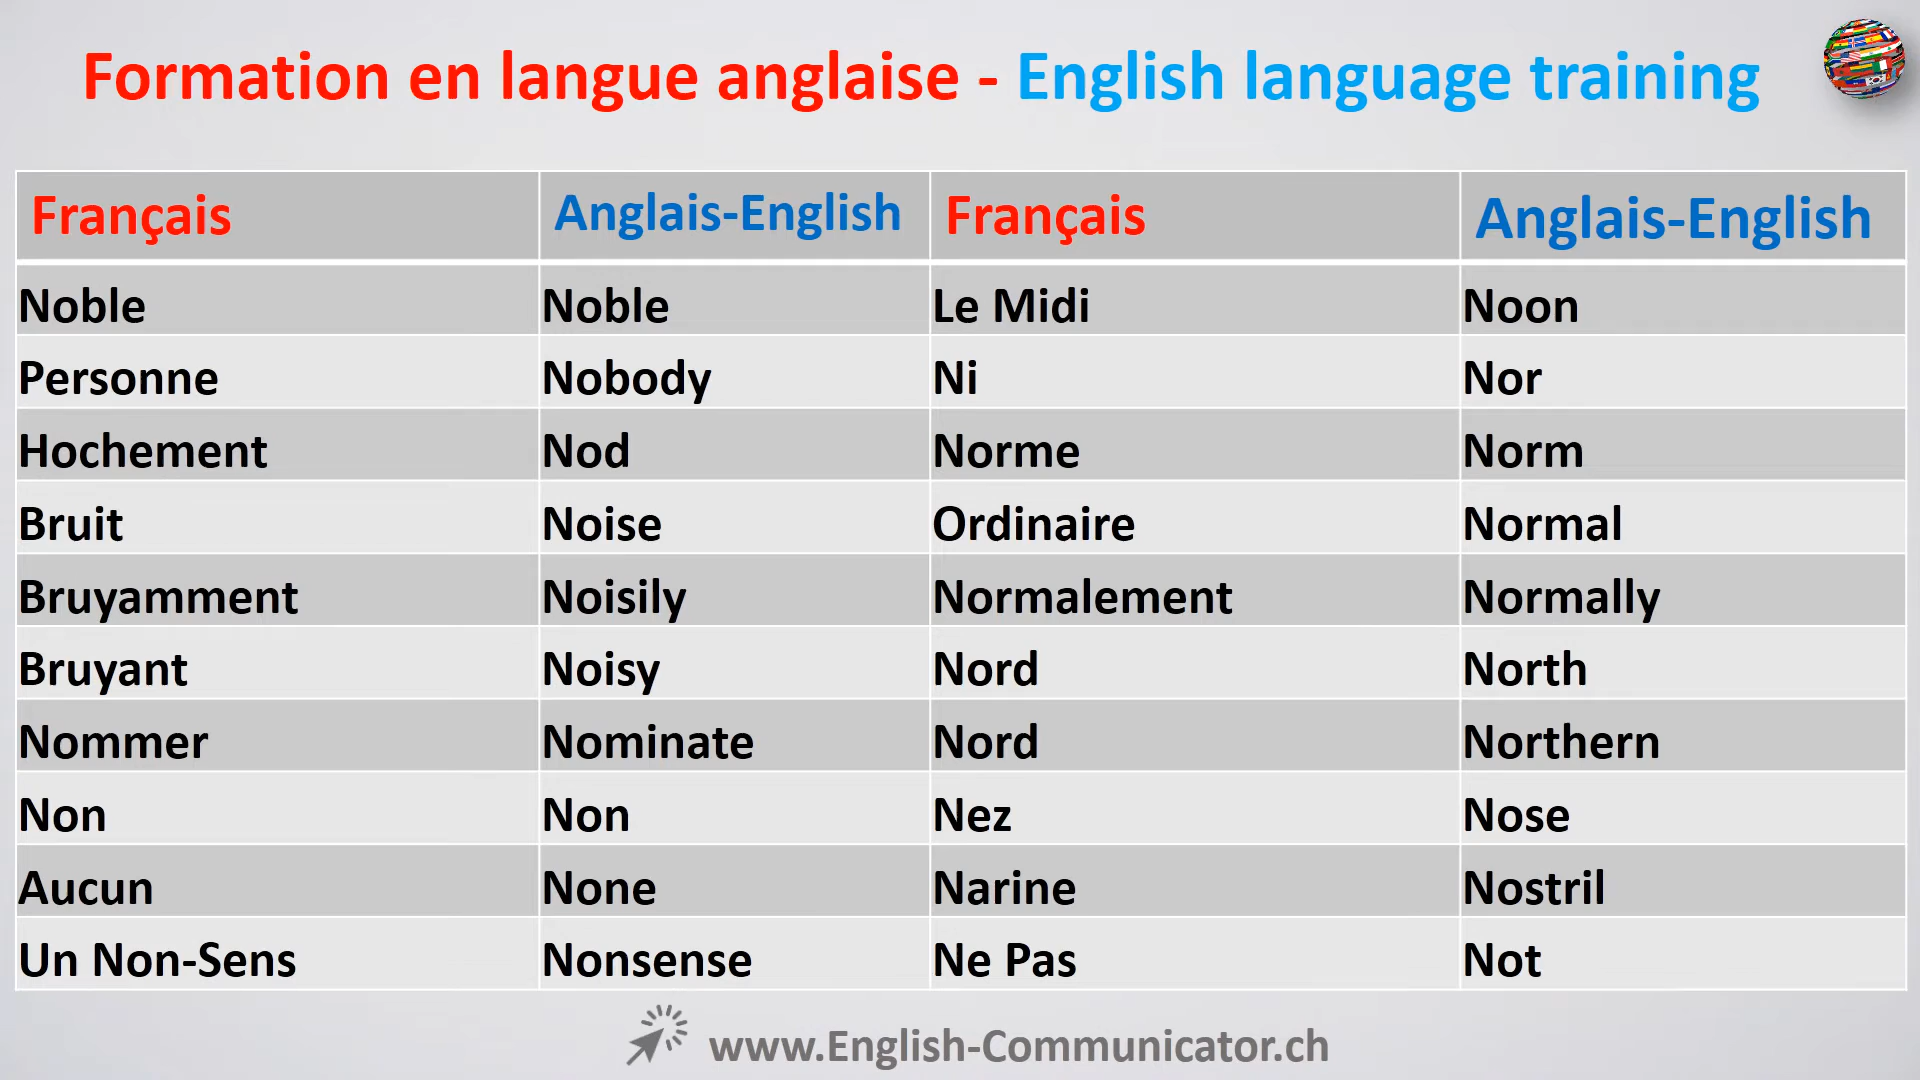 Formation en langue anglaise - English language training
Français Anglais-English Français Anglais-English
Noble Noble Le Midi Noon
Personne Nobody Ni Nor
Hochement Nod Norme Norm
Bruit Noise Ordinaire Normal
Bruyamment Noisily Normalement Normally
Bruyant Noisy Nord North
Nommer Nominate Nord Northern
Non Non Nez Nose
Aucun None Narine Nostril
Un Non-Sens Nonsense Ne Pas Not
www.English-Communicator.ch